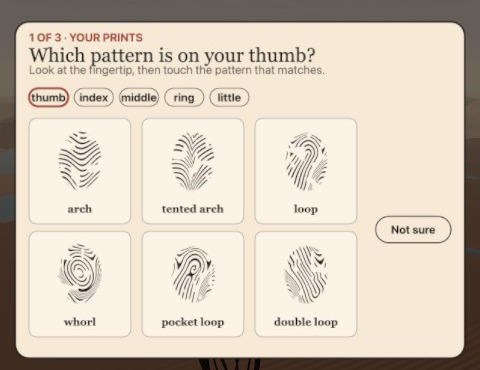 1 OF 3 · YOUR PRINTS
Which pattern is on your thumb?
Look at the fingertip, then touch the pattern that matches.
thumb index middle ring little
arch tented arch loop
Not sure
whorl pocket loop double loop